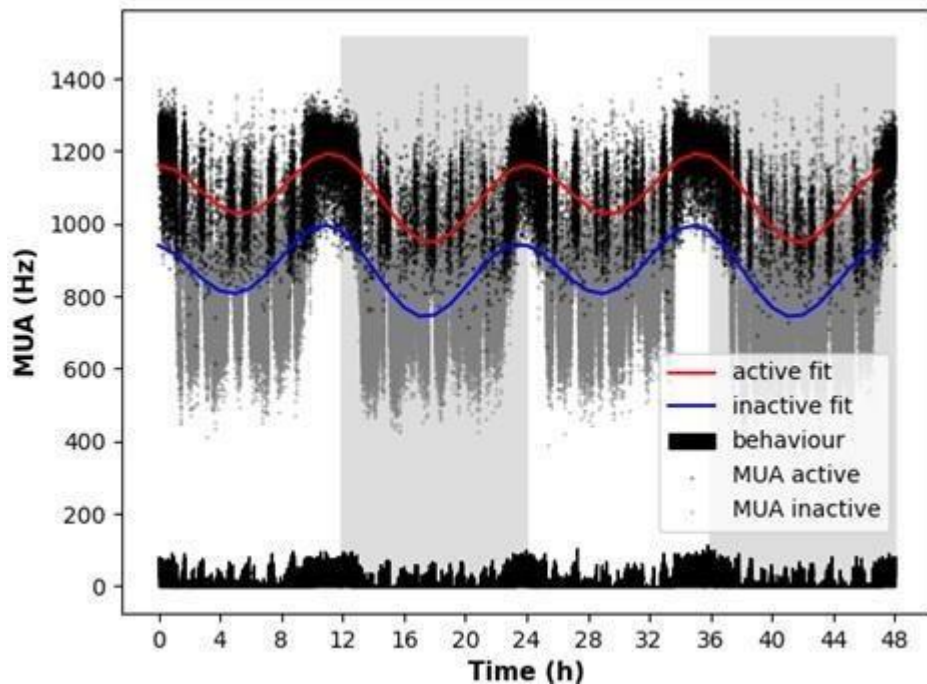 1400
1200
1000
800
600
400
200
0
MUA (Hz)
active fit
inactive fit
behaviour
MUA active
MUA inactive
0 4 8 12 16 20 24 28 32 36 40 44 48
Time (h)